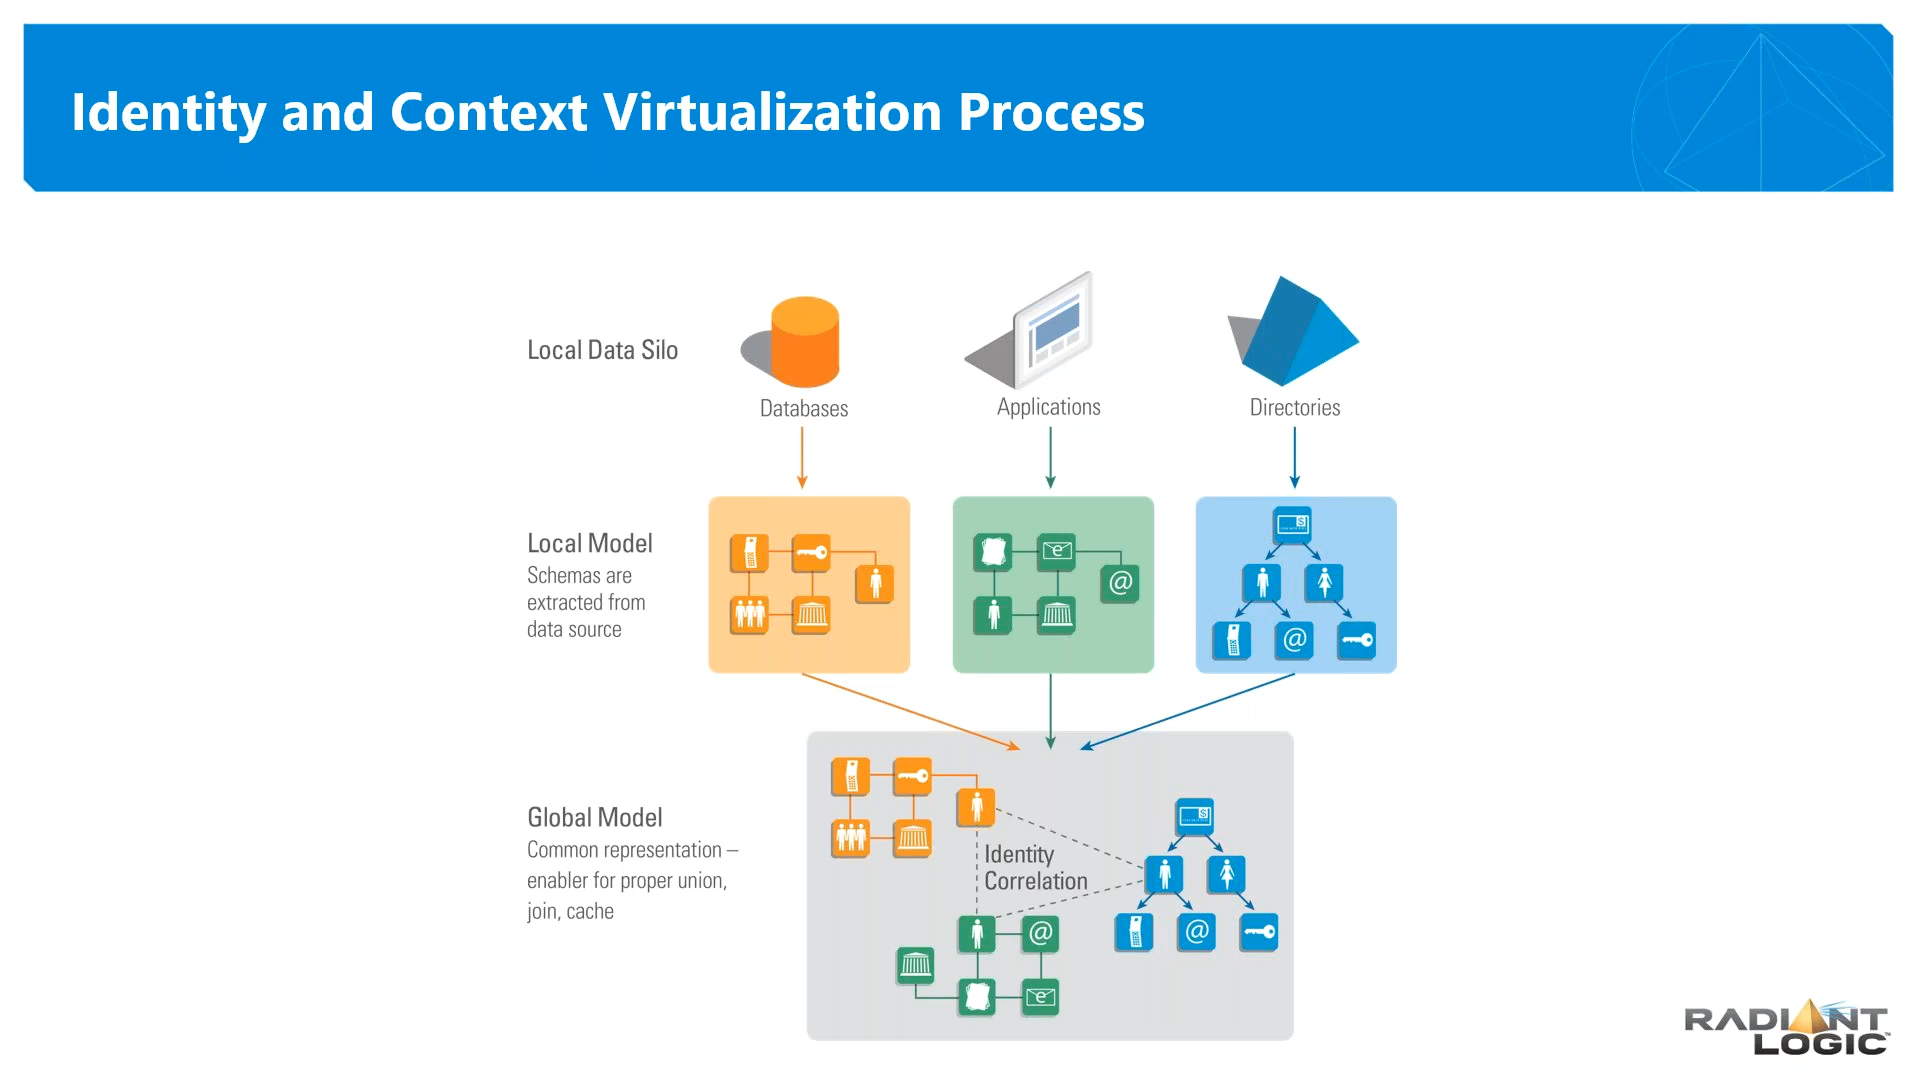 Identity and Context Virtualization Process
Local Data Silo
Databases
Applications
Directories
Local Model
Schemas are
extracted from
data source
@
@
Global Model
Common representation –
enabler for proper union,
join, cache
Identity
Correlation
@
@
RADIANT
LOGIC™